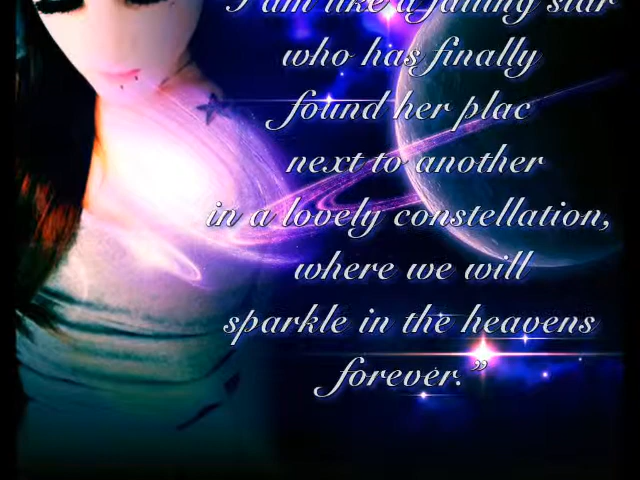 "I am like a falling star
who has finally
found her plac
next to another
in a lovely constellation,
where we will
sparkle in the heavens
forever."